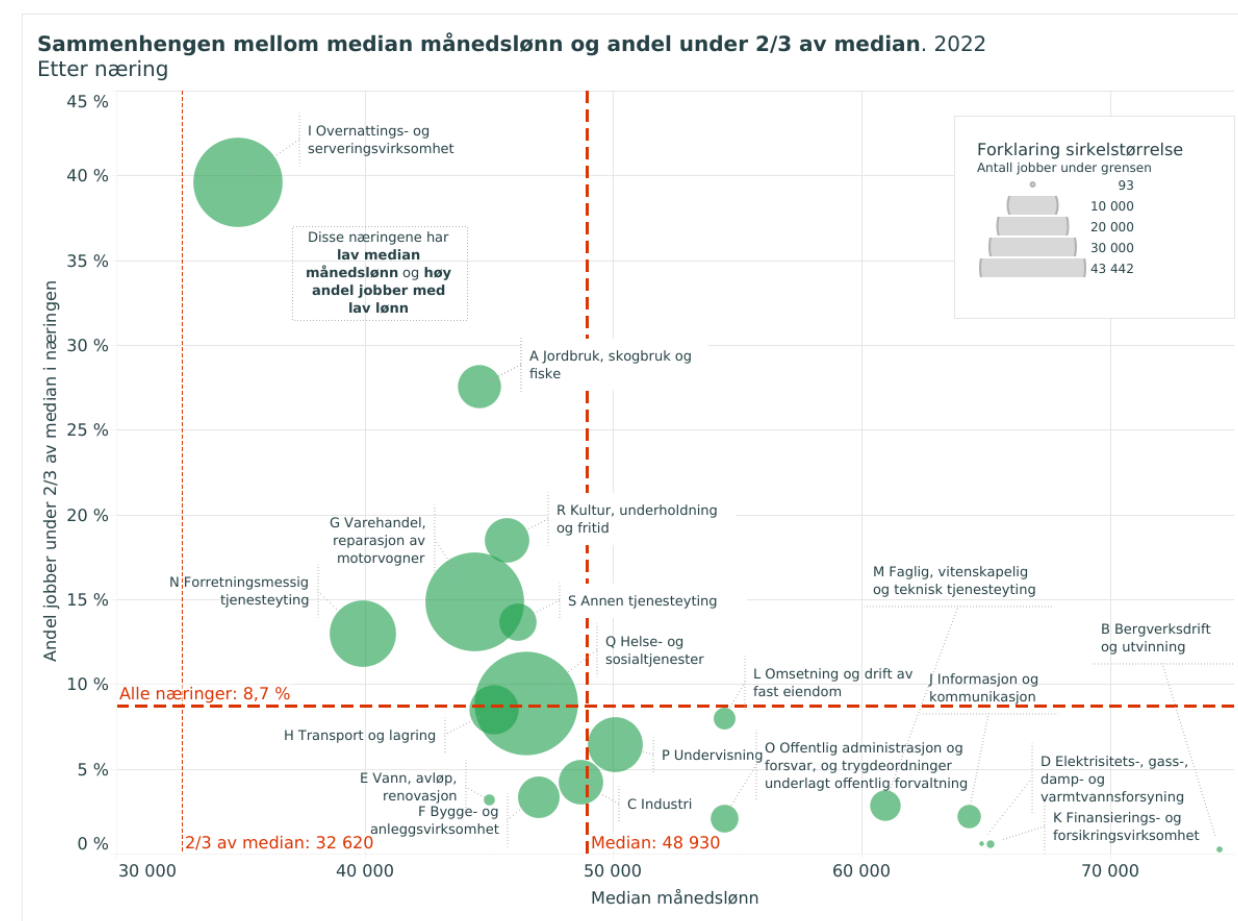 Sammenhengen mellom median månedslønn og andel under 2/3 av median. 2022
Etter næring
45 %
40 %
35 %
30 %
25 %
20 %
15 %
10 %
5 %
0 %
Andel jobber under 2/3 av median i næringen
I Overnattings- og
serveringsvirksomhet
Disse næringene har
lav median
månedslønn og høy
andel jobber med
lav lønn
Forklaring sirkelstørrelse
Antall jobber under grensen
93
10 000
20 000
30 000
43 442
A Jordbruk, skogbruk og
fiske
R Kultur, underholdning
og fritid
G Varehandel,
reparasjon av
motorvogner
N Forretningsmessig
tjenesteyting
S Annen tjenesteyting
M Faglig, vitenskapelig
og teknisk tjenesteyting
Q Helse- og
sosialtjenester
B Bergverksdrift
og utvinning
L Omsetning og drift av
fast eiendom
J Informasjon og
kommunikasjon
Alle næringer: 8,7 %
H Transport og lagring
P Undervisning
O Offentlig administrasjon og
forsvar, og trygdeordninger
underlagt offentlig forvaltning
D Elektrisitets-, gass-,
damp- og
varmtvannsforsyning
E Vann, avløp,
renovasjon
F Bygge- og
anleggsvirksomhet
C Industri
K Finansierings- og
forsikringsvirksomhet
2/3 av median: 32 620
Median: 48 930
30 000
40 000
50 000
60 000
70 000
Median månedslønn